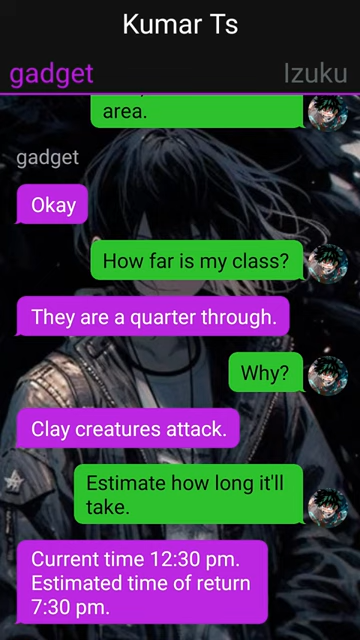 Kumar Ts
gadget
Izuku
area.
gadget
Okay
How far is my class?
They are a quarter through.
Why?
Clay creatures attack.
Estimate how long it'll
take.
Current time 12:30 pm.
Estimated time of return
7:30 pm.